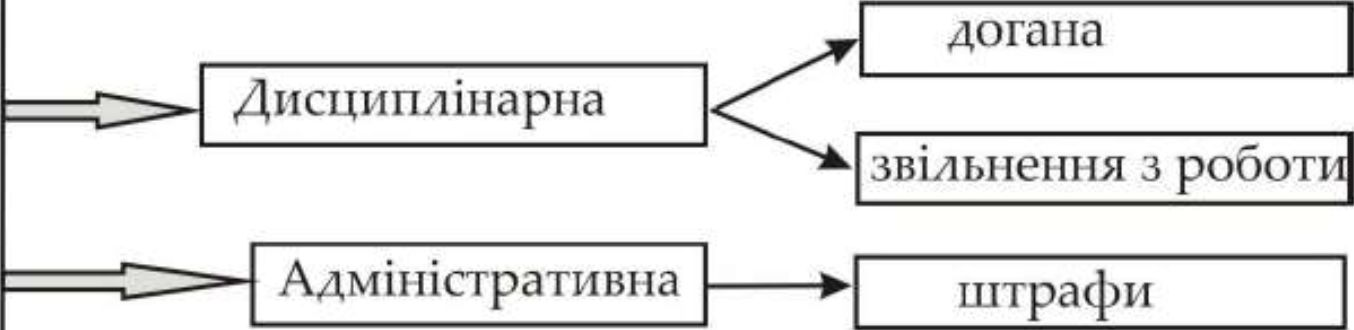 догана
Дисциплінарна
звільнення з роботи
Адміністративна
штрафи